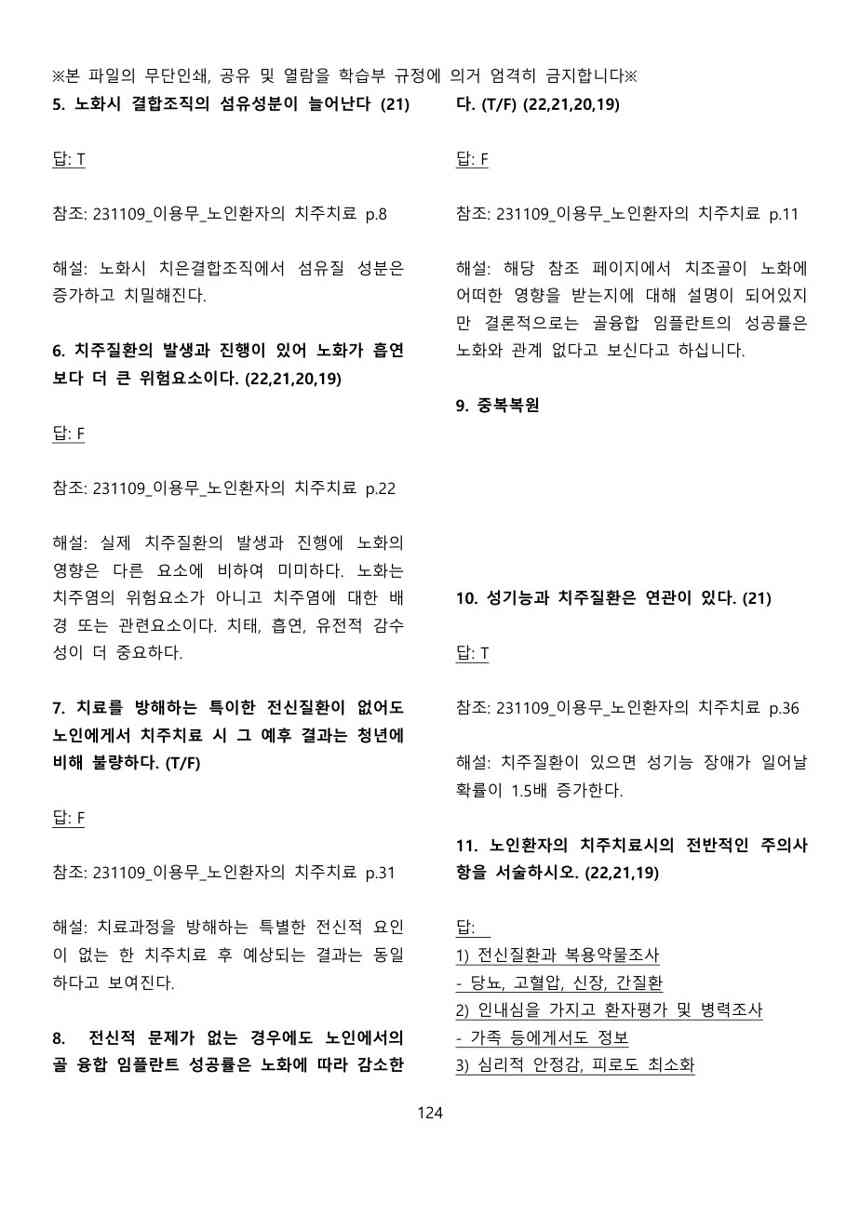 ※본 파일의 무단인쇄, 공유 및 열람을 학습부 규정에 의거 엄격히 금지합니다※
5. 노화시 결합조직의 섬유성분이 늘어난다 (21)
답: T
참조: 231109_이용무_노인환자의 치주치료 p.8
해설: 노화시 치은결합조직에서 섬유질 성분은
증가하고 치밀해진다.
6. 치주질환의 발생과 진행이 있어 노화가 흡연
보다 더 큰 위험요소이다. (22,21,20,19)
답: F
참조: 231109_이용무_노인환자의 치주치료 p.22
해설: 실제 치주질환의 발생과 진행에 노화의
영향은 다른 요소에 비하여 미미하다. 노화는
치주염의 위험요소가 아니고 치주염에 대한 배
경 또는 관련요소이다. 치태, 흡연, 유전적 감수
성이 더 중요하다.
7. 치료를 방해하는 특이한 전신질환이 없어도
노인에게서 치주치료 시 그 예후 결과는 청년에
비해 불량하다. (T/F)
답: F
참조: 231109_이용무_노인환자의 치주치료 p.31
해설: 치료과정을 방해하는 특별한 전신적 요인
이 없는 한 치주치료 후 예상되는 결과는 동일
하다고 보여진다.
8. 전신적 문제가 없는 경우에도 노인에서의
골 융합 임플란트 성공률은 노화에 따라 감소한
다. (T/F) (22,21,20,19)
답: F
참조: 231109_이용무_노인환자의 치주치료 p.11
해설: 해당 참조 페이지에서 치조골이 노화에
어떠한 영향을 받는지에 대해 설명이 되어있지
만 결론적으로는 골융합 임플란트의 성공률은
노화와 관계 없다고 보신다고 하십니다.
9. 중복복원
10. 성기능과 치주질환은 연관이 있다. (21)
답: T
참조: 231109_이용무_노인환자의 치주치료 p.36
해설: 치주질환이 있으면 성기능 장애가 일어날
확률이 1.5배 증가한다.
11. 노인환자의 치주치료시의 전반적인 주의사
항을 서술하시오. (22,21,19)
답:
1) 전신질환과 복용약물조사
- 당뇨, 고혈압, 신장, 간질환
2) 인내심을 가지고 환자평가 및 병력조사
- 가족 등에게서도 정보
3) 심리적 안정감, 피로도 최소화
124